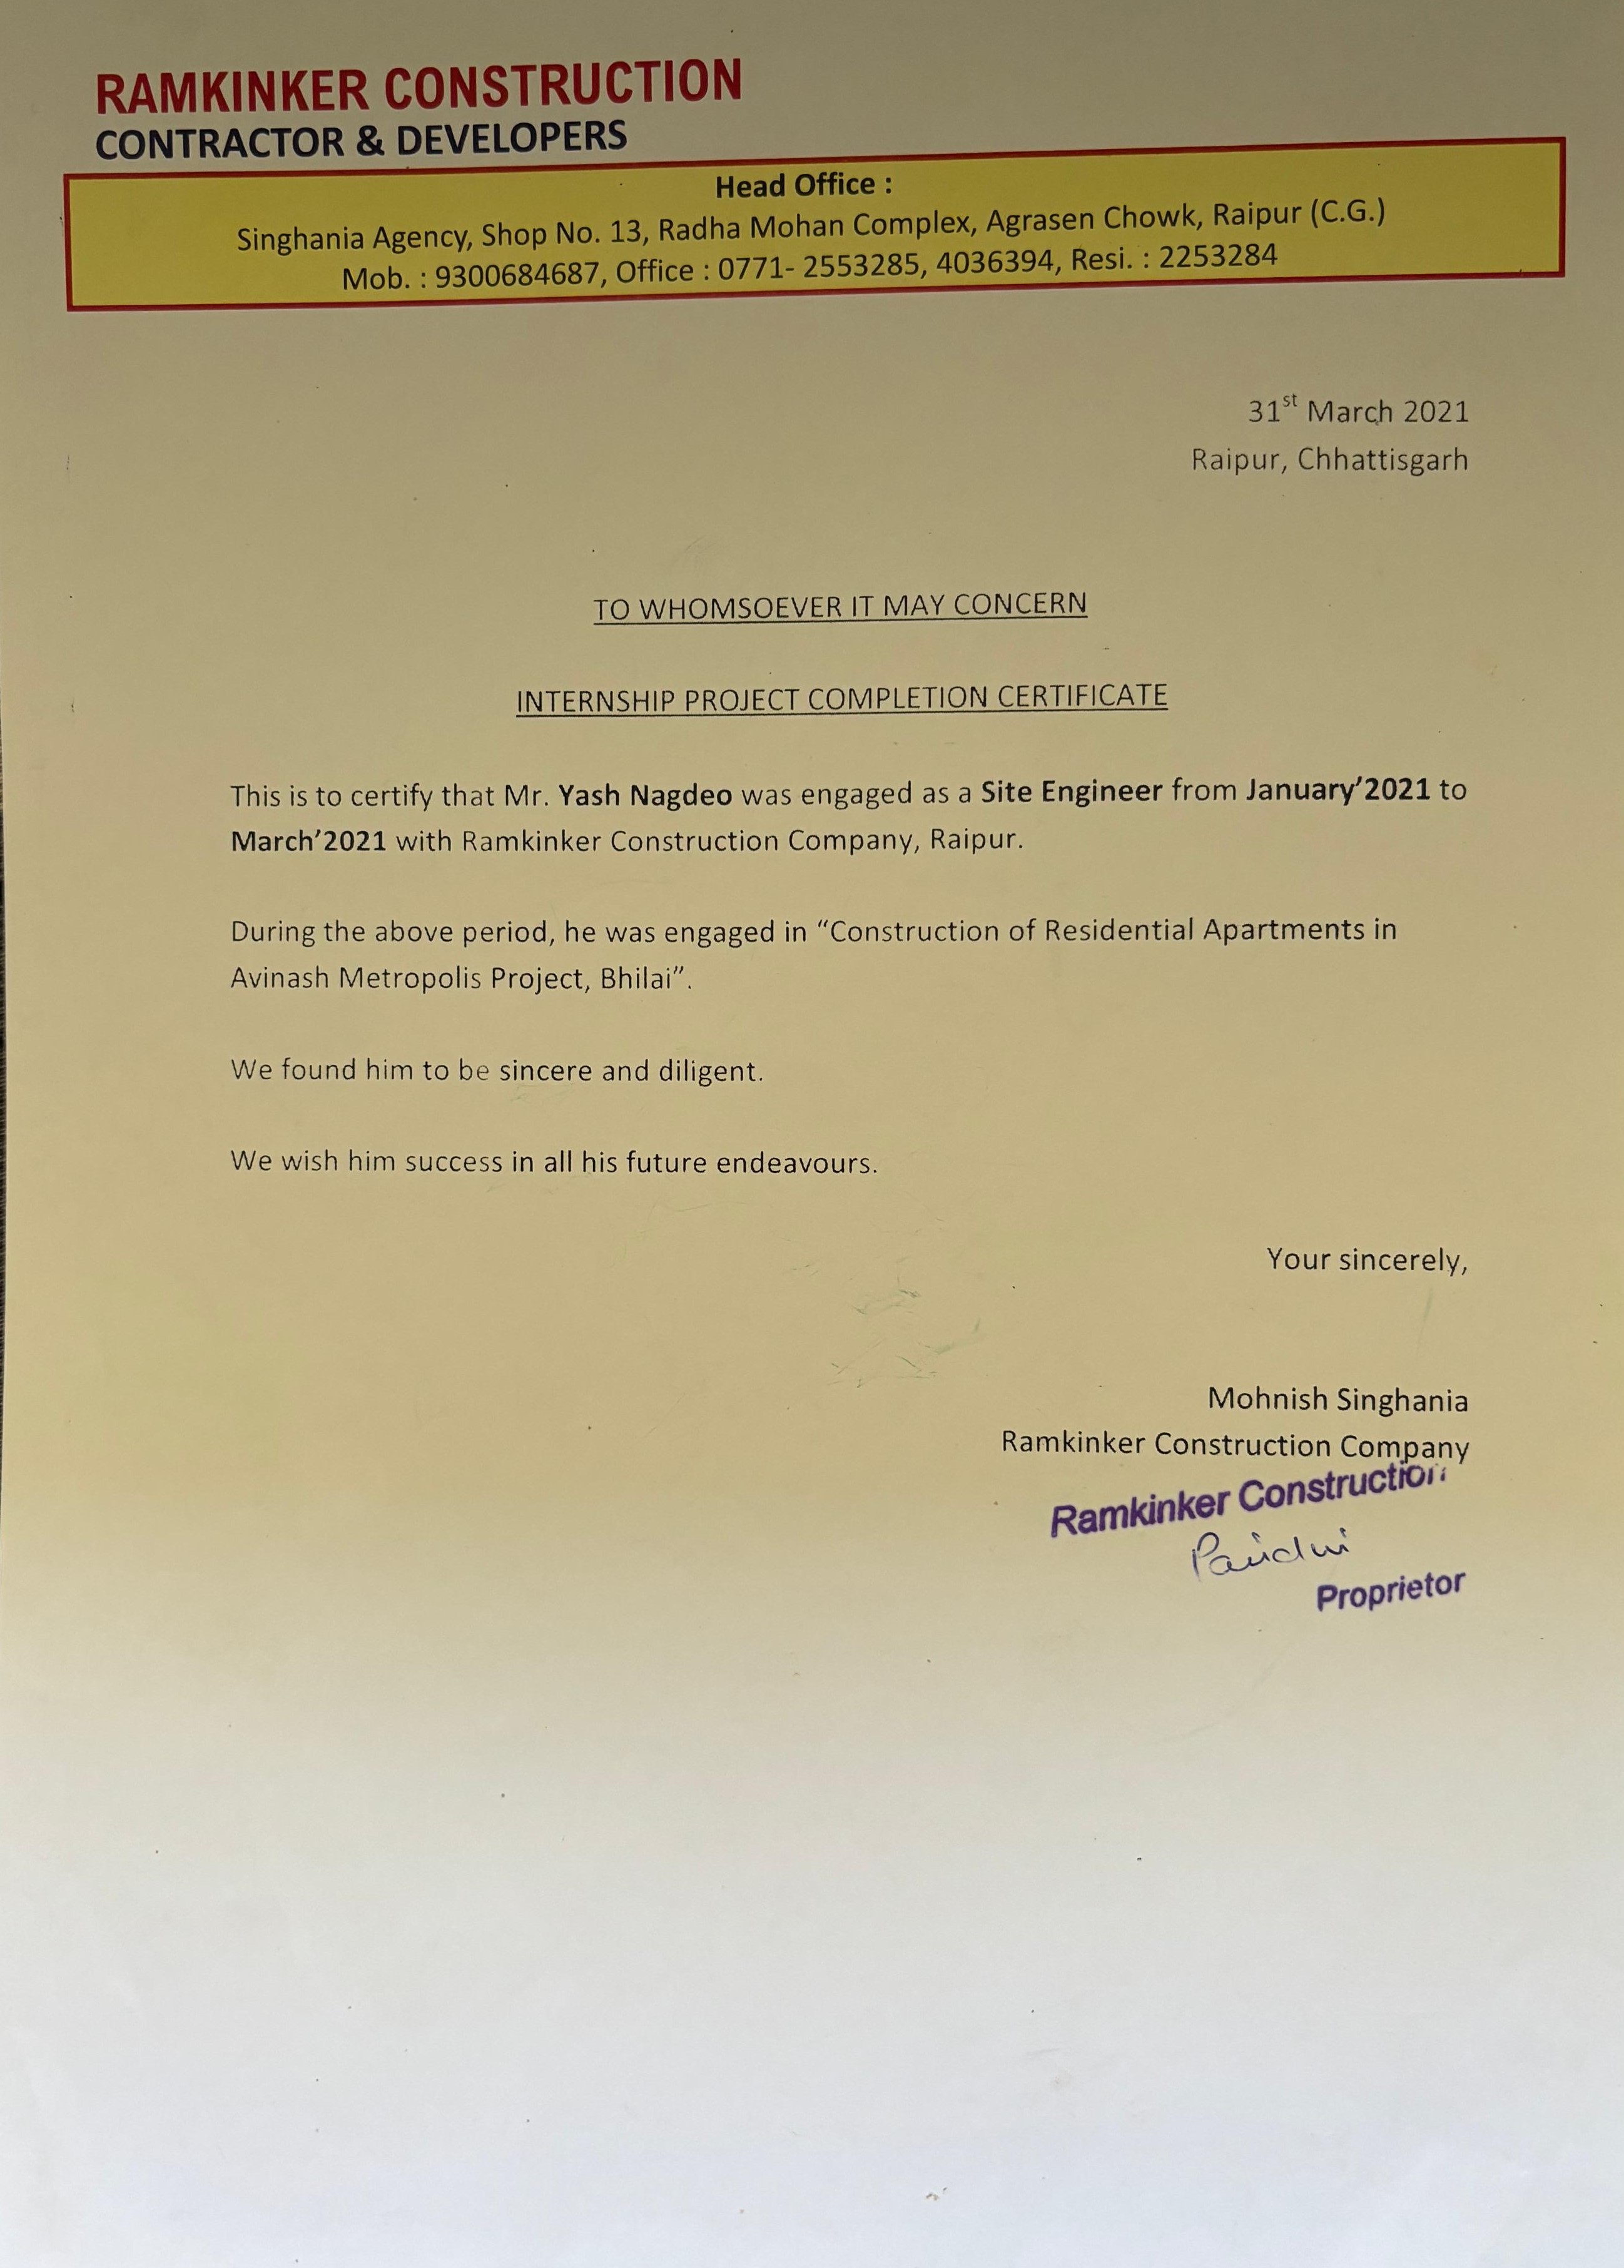 RAMKINKER CONSTRUCTION
CONTRACTOR & DEVELOPERS
Head Office :
Singhania Agency, Shop No. 13, Radha Mohan Complex, Agrasen Chowk, Raipur (C.G.)
Mob. : 9300684687, Office : 0771- 2553285, 4036394, Resi. : 2253284
31st March 2021
Raipur, Chhattisgarh
TO WHOMSOEVER IT MAY CONCERN
INTERNSHIP PROJECT COMPLETION CERTIFICATE
This is to certify that Mr. Yash Nagdeo was engaged as a Site Engineer from January’2021 to
March’2021 with Ramkinker Construction Company, Raipur.
During the above period, he was engaged in “Construction of Residential Apartments in
Avinash Metropolis Project, Bhilai”.
We found him to be sincere and diligent.
We wish him success in all his future endeavours.
Your sincerely,
Mohnish Singhania
Ramkinker Construction Company
Ramkinker Construction
Proprietor